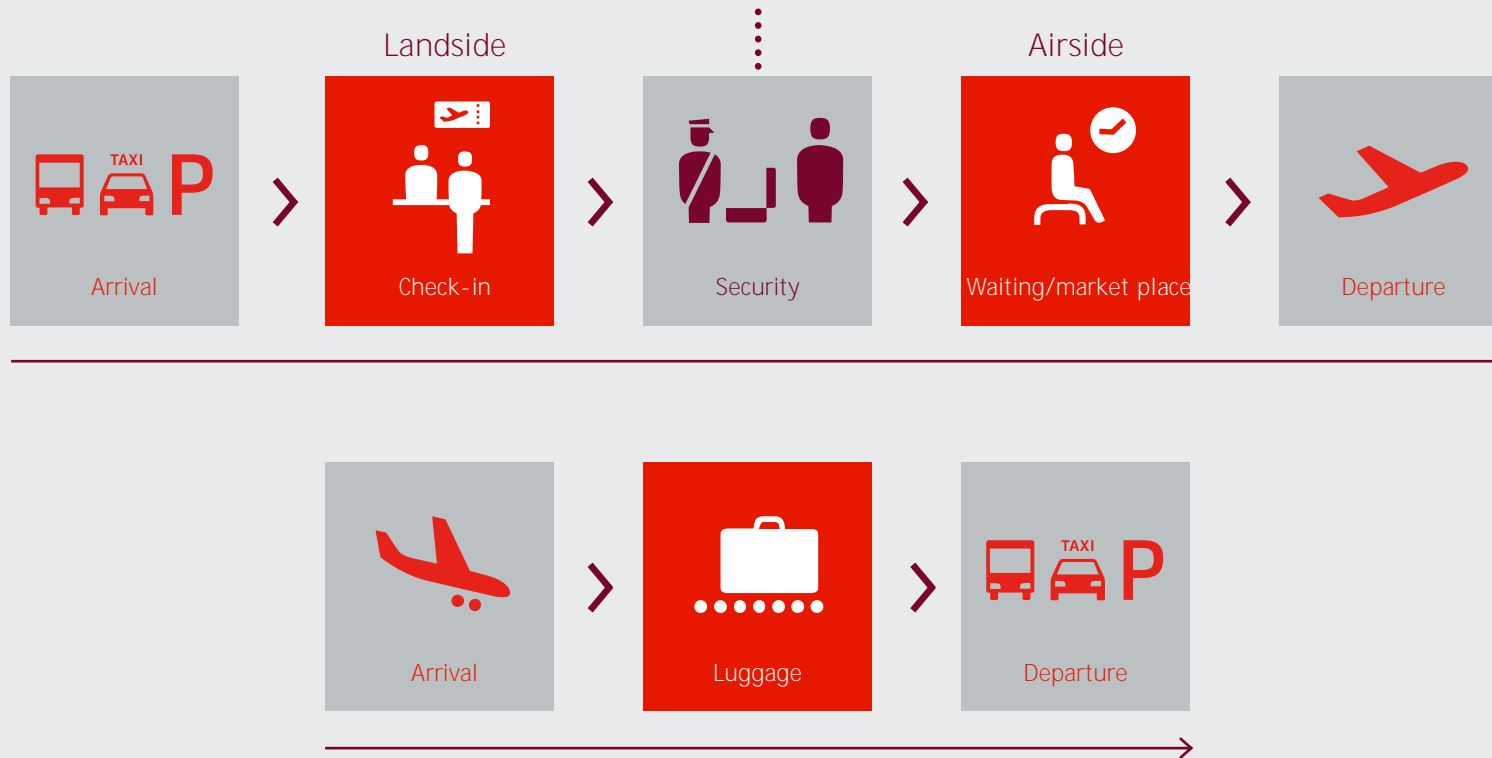 Landside
Airside
TAXI
P
Arrival
Check-in
Security
Waiting/market place
Departure
TAXI
P
Arrival
Luggage
Departure